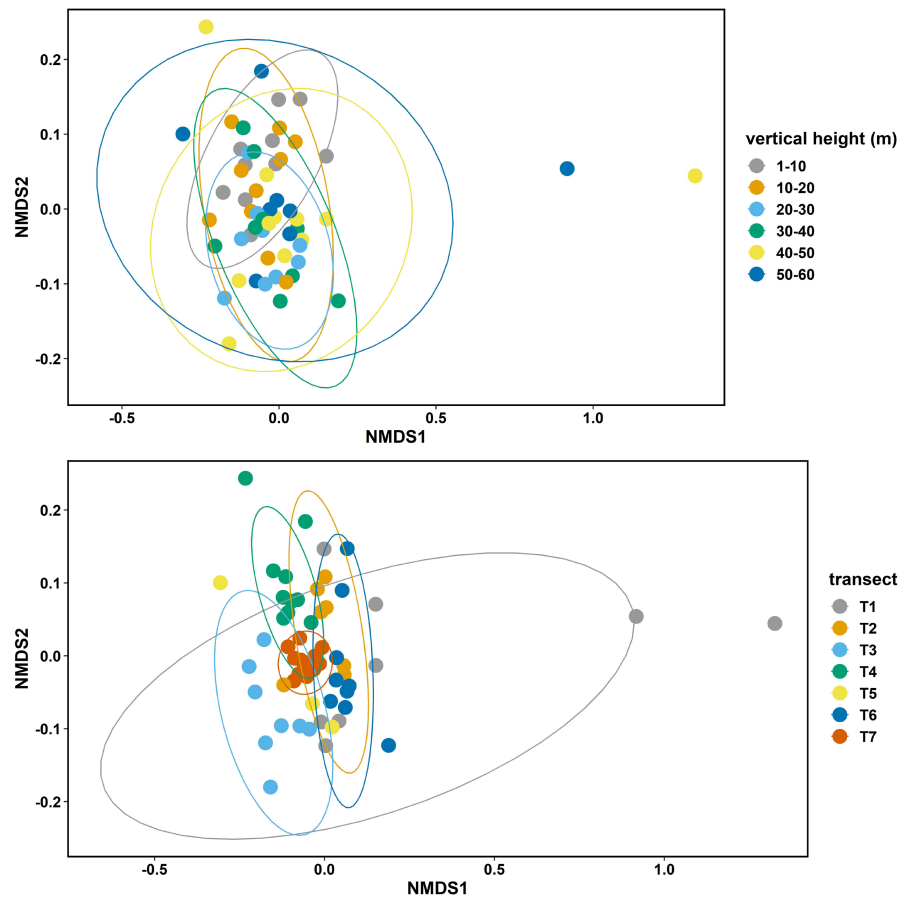 0.2
0.1
0.0
-0.1
-0.2
NMDS2
-0.5 0.0 0.5 1.0
NMDS1
vertical height (m)
1-10
10-20
20-30
30-40
40-50
50-60
0.2
0.1
0.0
-0.1
-0.2
NMDS2
-0.5 0.0 0.5 1.0
NMDS1
transect
T1
T2
T3
T4
T5
T6
T7